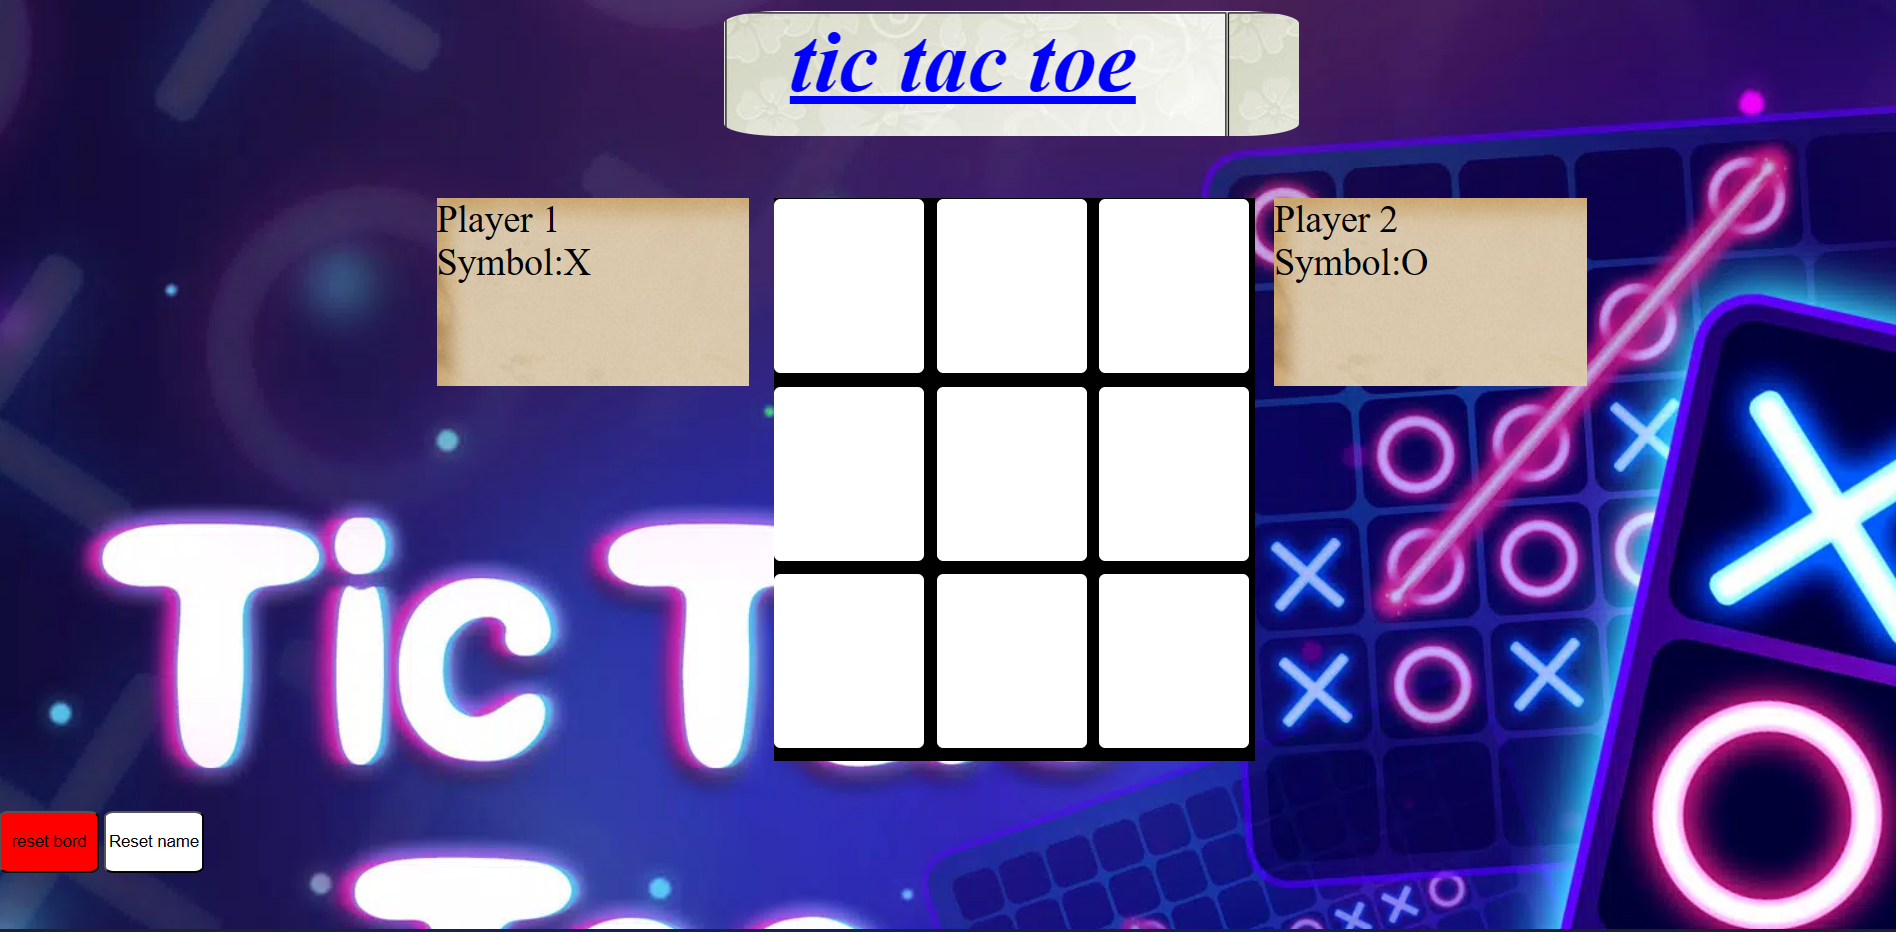 tic tac toe
Player 1
Symbol:X
Player 2
Symbol:O
Tic T
reset bord
Reset name